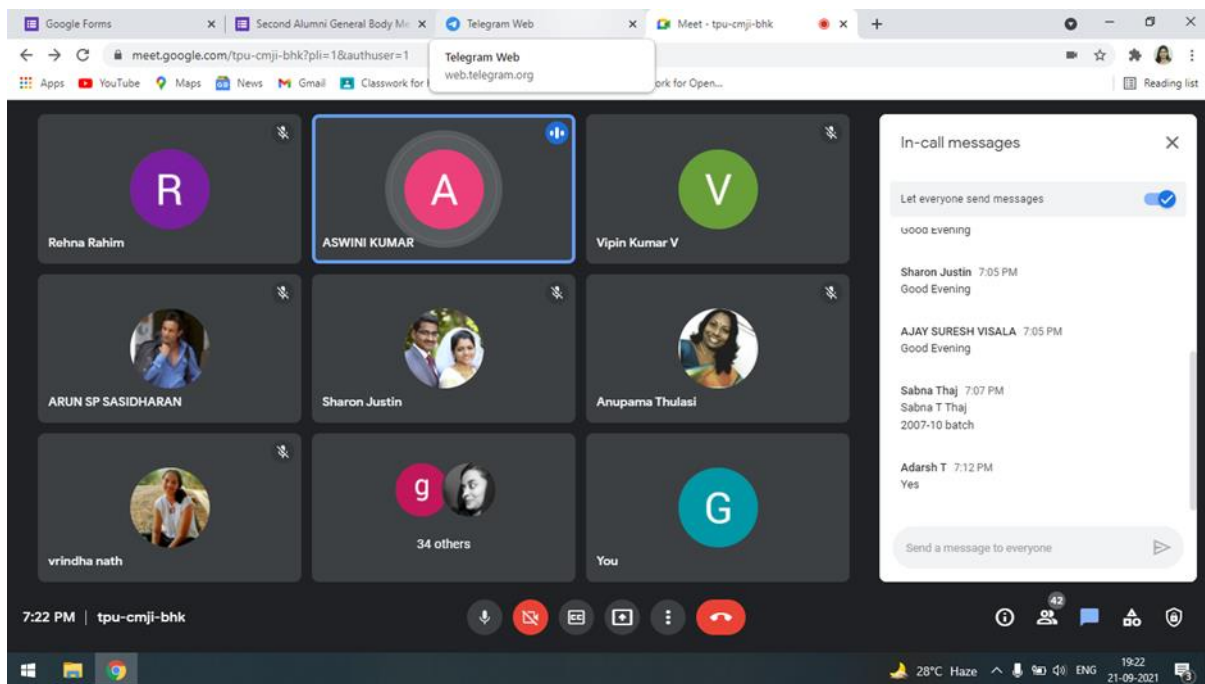 Google Forms
Second Alumni General Body Me
Telegram Web
Meet - tpu-cmji-bhk
meet.google.com/tpu-cmji-bhk?pli=1&authuser=1
Telegram Web
web.telegram.org
Apps YouTube Maps News Gmail Classwork for ork for Open... Reading list
R
Rehna Rahim
A
ASWINI KUMAR
V
Vipin Kumar V
ARUN SP SASIDHARAN
Sharon Justin
Anupama Thulasi
vrindha nath
g
34 others
G
You
In-call messages
Let everyone send messages
Good Evening
Sharon Justin 7:05 PM
Good Evening
AJAY SURESH VISALA 7:05 PM
Good Evening
Sabna Thaj 7:07 PM
Sabna T Thaj
2007-10 batch
Adarsh T 7:12 PM
Yes
Send a message to everyone
7:22 PM | tpu-cmji-bhk
42
28°C Haze ENG 19:22
21-09-2021
3